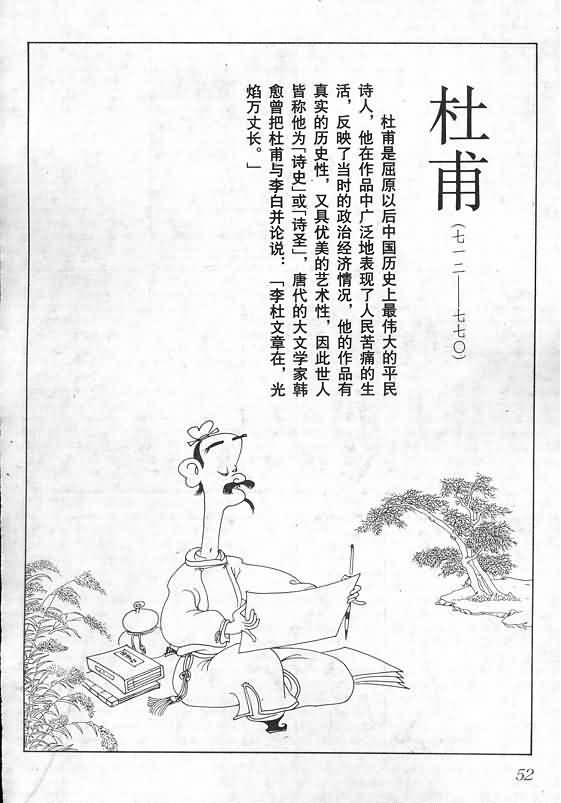 杜甫
(七一二——七七〇)
杜甫是屈原以后中国历史上最伟大的平民
诗人，他在作品中广泛地表现了人民苦痛的生
活，反映了当时的政治经济情况，他的作品有
真实的历史性，又具优美的艺术性，因此世人
皆称他为「诗史」或「诗圣」，唐代的大文学家韩
愈曾把杜甫与李白并论说：「李杜文章在，光
焰万丈长。」
52